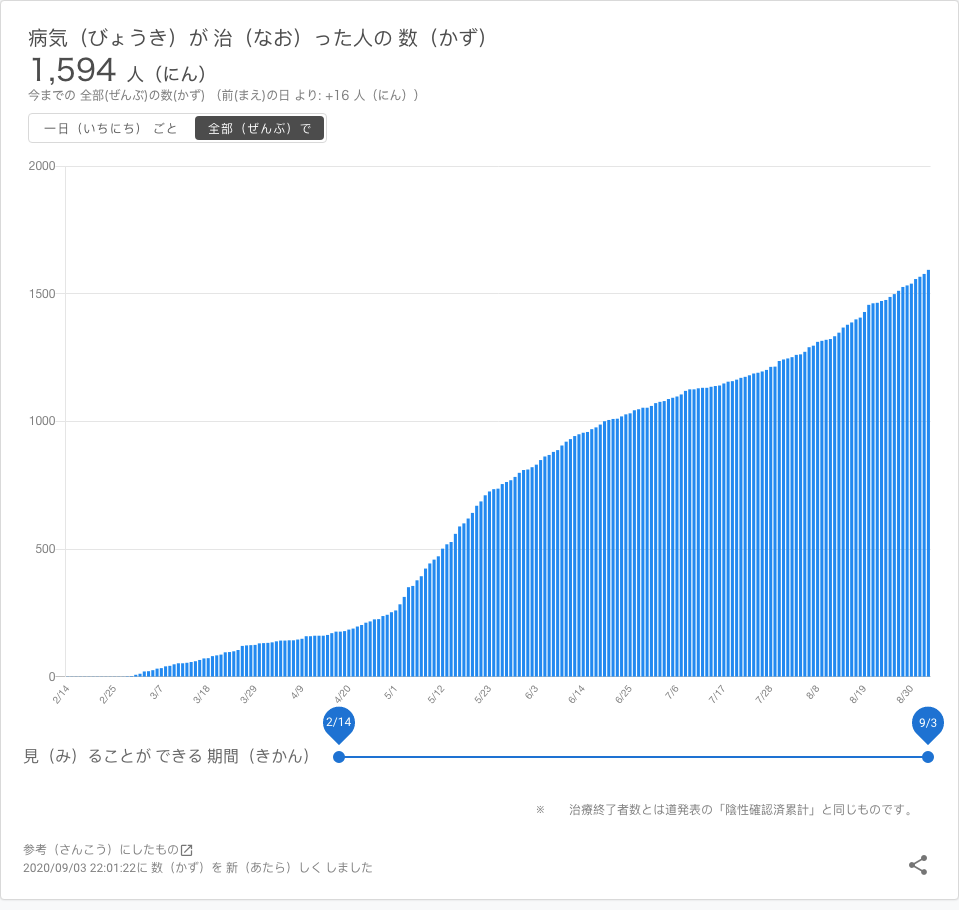 病気（びょうき）が 治（なお）った人の 数（かず）
1,594 人（にん）
今までの 全部(ぜんぶ)の数(かず) （前(まえ)の日 より: +16 人（にん））
一日（いちにち） ごと 全部（ぜんぶ）で
2000
1500
1000
500
0
2/14 2/25 3/7 3/18 3/29 4/9 4/20 5/1 5/12 5/23 6/3 6/14 6/25 7/6 7/17 7/28 8/8 8/19 8/30
2/14 9/3
見（み）ることが できる 期間（きかん）
※ 治療終了者数とは道発表の「陰性確認済累計」と同じものです。
参考（さんこう）にしたもの
2020/09/03 22:01:22に 数（かず）を 新（あたら）しく しました